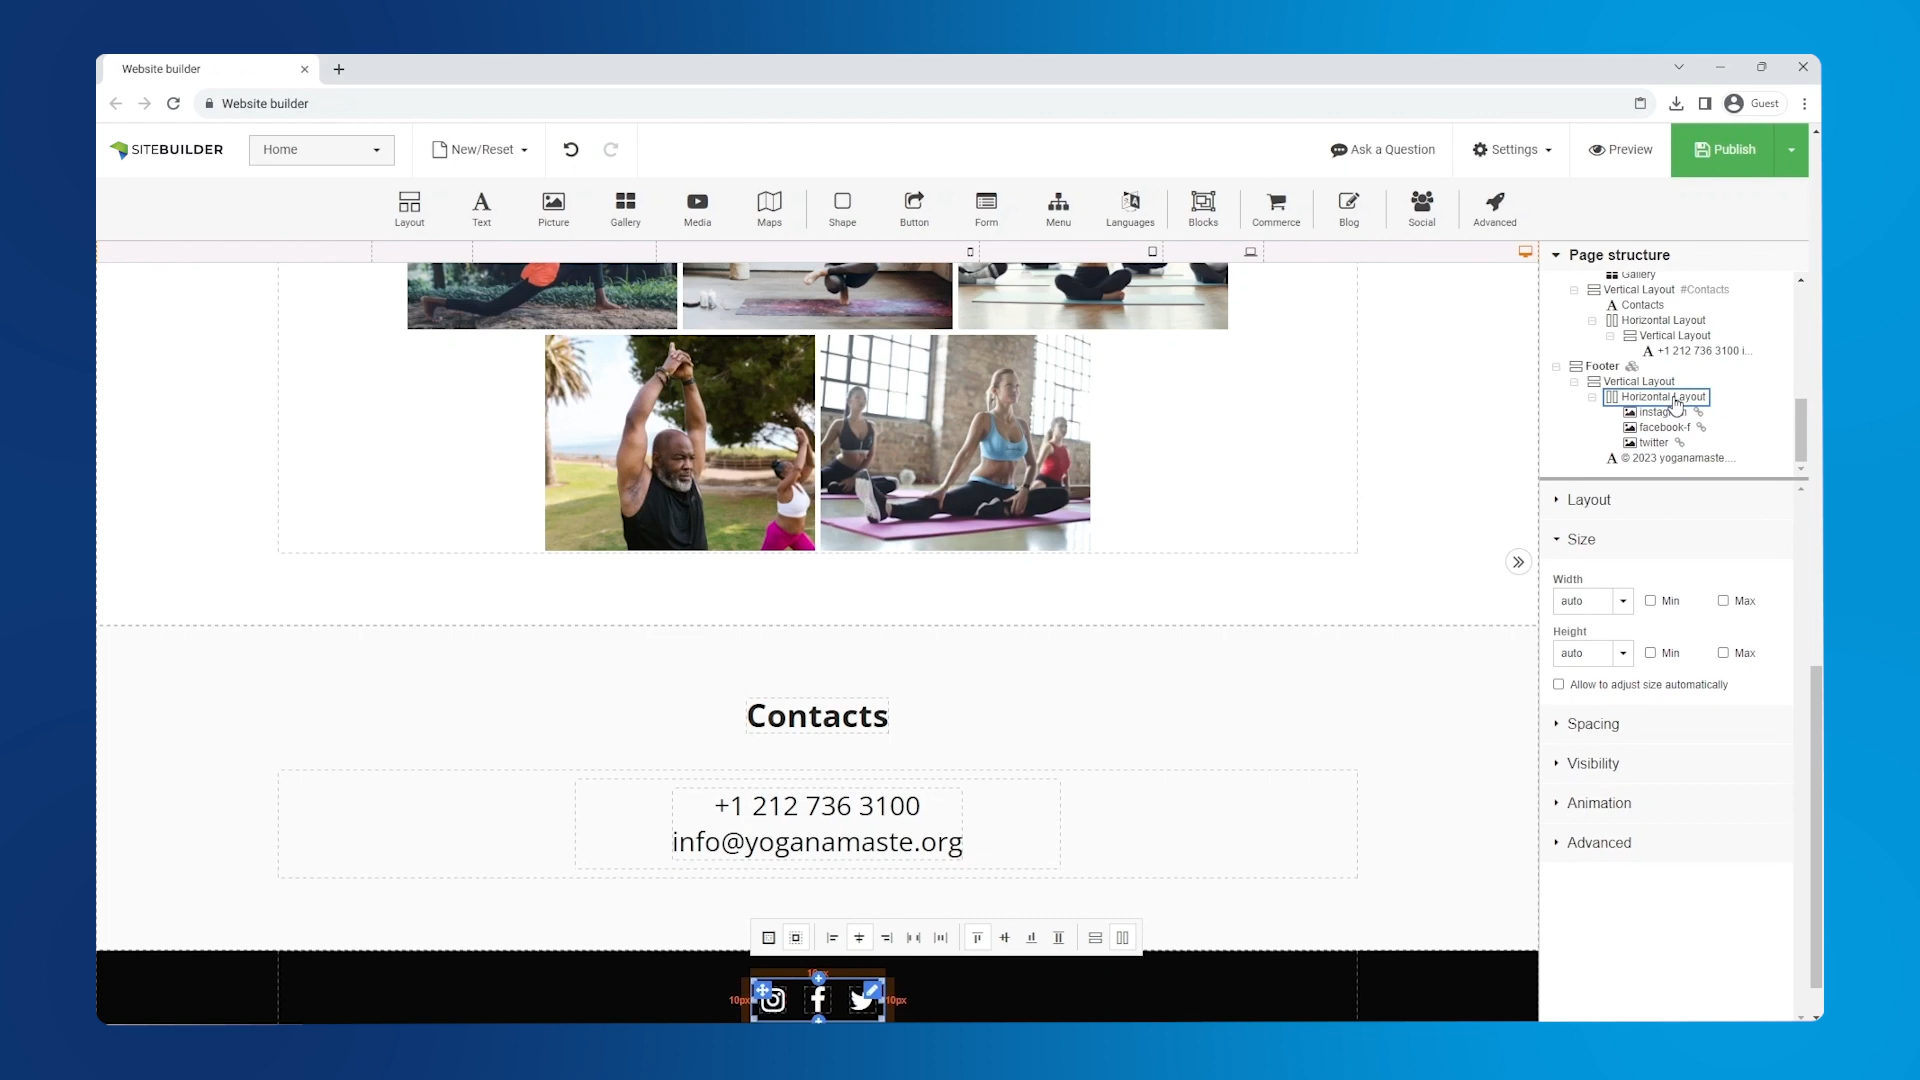 Website builder
Website builder
Guest
SITEBUILDER
Home
New/Reset
Ask a Question
Settings
Preview
Publish
Layout
Text
Picture
Gallery
Media
Maps
Shape
Button
Form
Menu
Languages
Blocks
Commerce
Blog
Social
Advanced
Page structure
Gallery
Vertical Layout #Contacts
Contacts
Horizontal Layout
Vertical Layout
+1 212 736 3100 i...
Footer
Vertical Layout
Horizontal Layout
facebook-f
twitter
© 2023 yoganamaste....
Layout
Size
Width
auto
Min
Max
Height
auto
Min
Max
Allow to adjust size automatically
Spacing
Visibility
Animation
Advanced
Contacts
+1 212 736 3100
info@yoganamaste.org
10px
10px